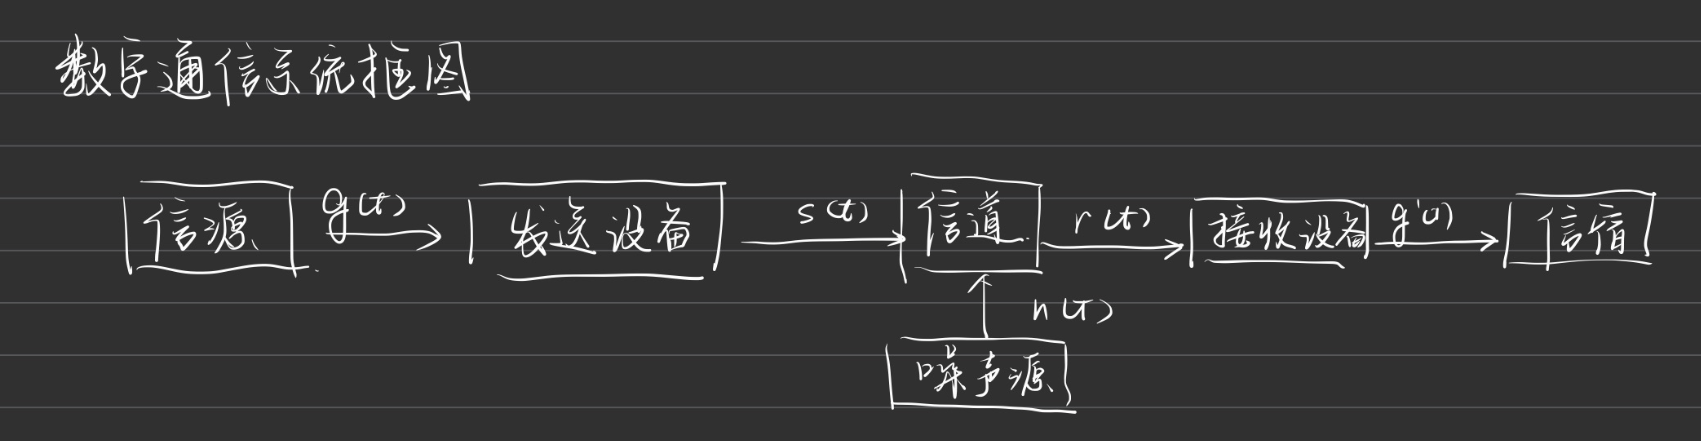 数字通信系统框图
信源 g(t) 发送设备 s(t) 信道 r(t) 接收设备 g'(t) 信宿
n(t)
噪声源